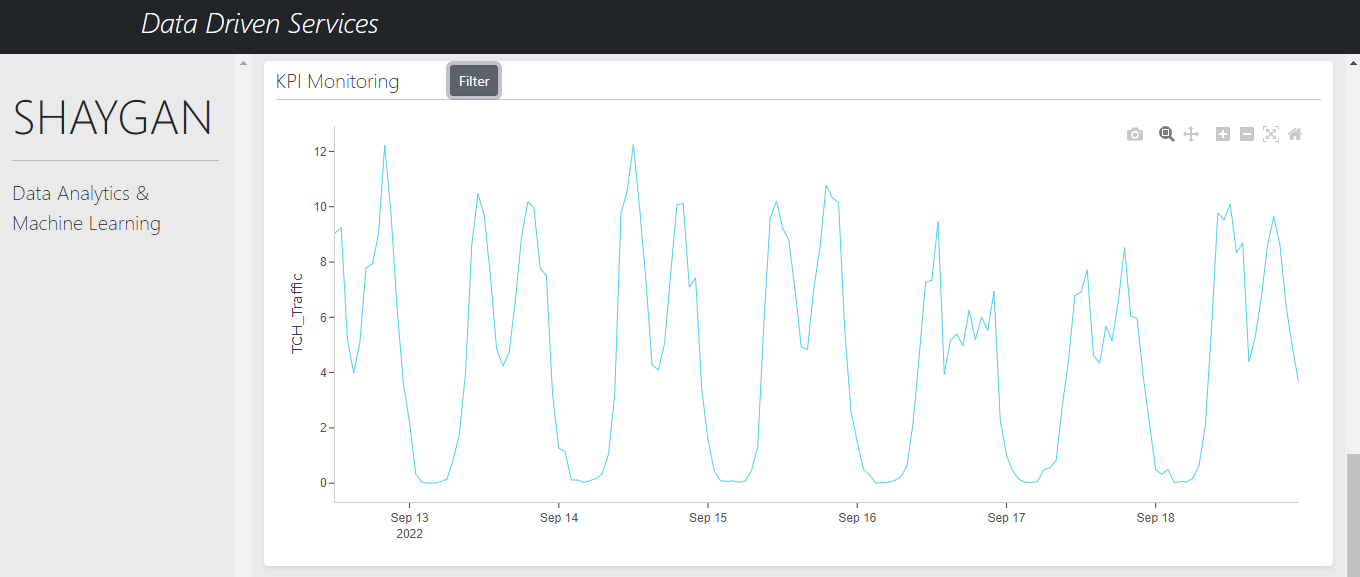 Data Driven Services
SHAYGAN
Data Analytics &
Machine Learning
KPI Monitoring
Filter
TCH_Traffic
12
10
8
6
4
2
0
Sep 13
2022
Sep 14
Sep 15
Sep 16
Sep 17
Sep 18